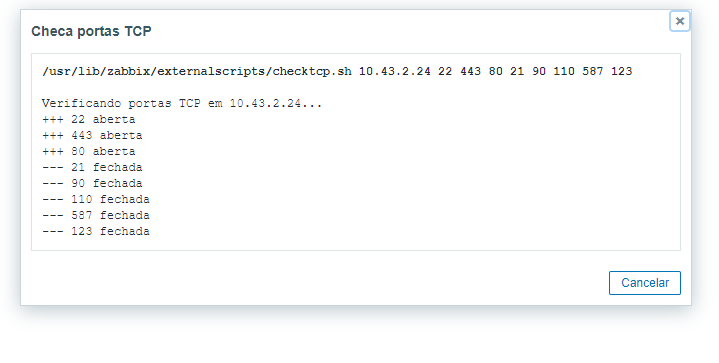 Checa portas TCP
×
/usr/lib/zabbix/externalscripts/checktcp.sh 10.43.2.24 22 443 80 21 90 110 587 123
Verificando portas TCP em 10.43.2.24...
+++ 22 aberta
+++ 443 aberta
+++ 80 aberta
--- 21 fechada
--- 90 fechada
--- 110 fechada
--- 587 fechada
--- 123 fechada
Cancelar